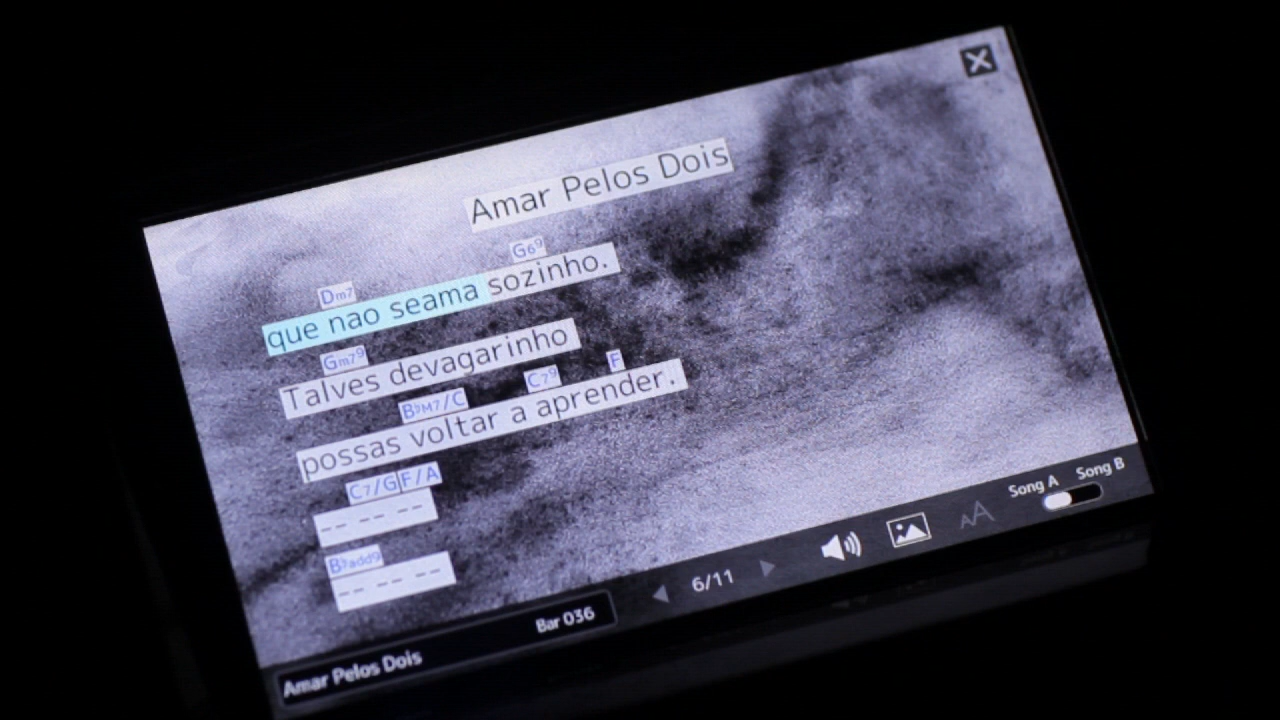 Amar Pelos Dois
Dm7 G69
que nao seama sozinho.
Gm79
Talves devagarinho
B♭M7/C C79 F
possas voltar a aprender.
C7/G F/A
-- -- --
B♭add9
-- -- --
Song A Song B
6/11
Bar 036
Amar Pelos Dois